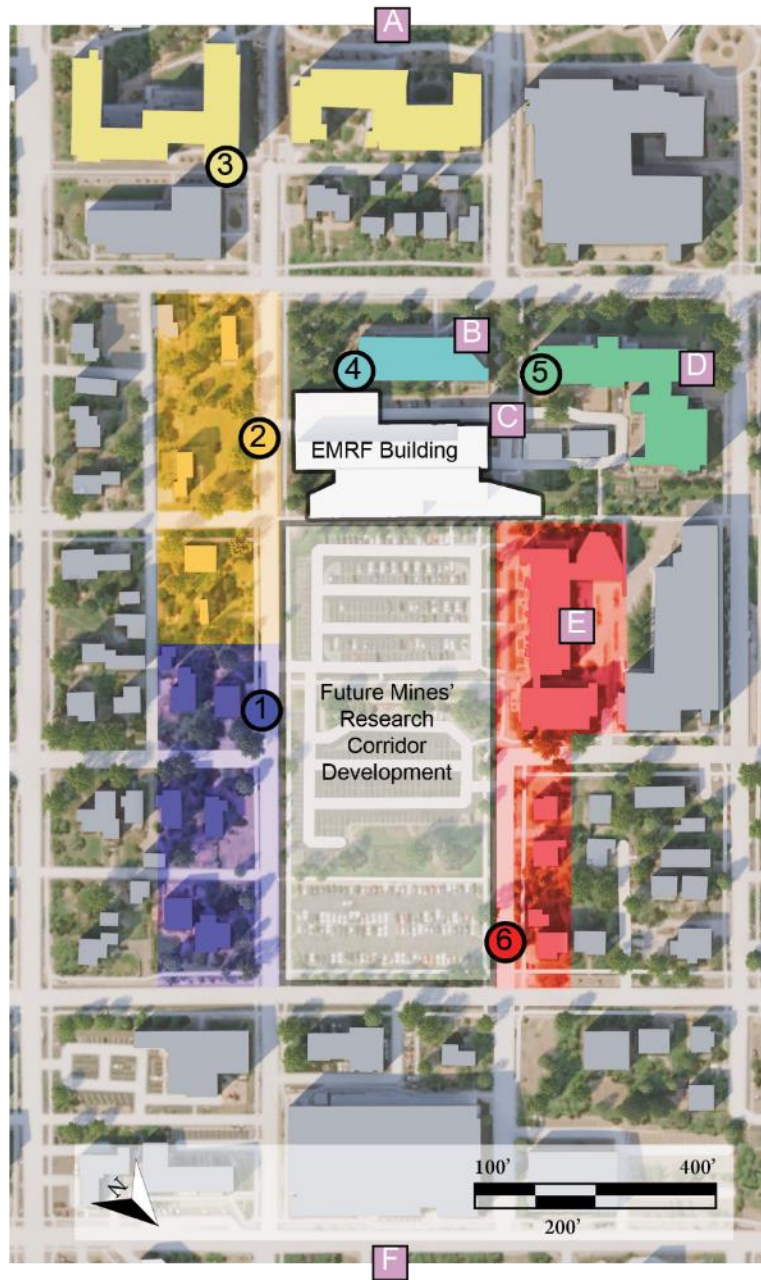 A
3
B
4
5
D
C
2
EMRF Building
E
1
Future Mines'
Research
Corridor
Development
6
N
100' 400'
200'
F